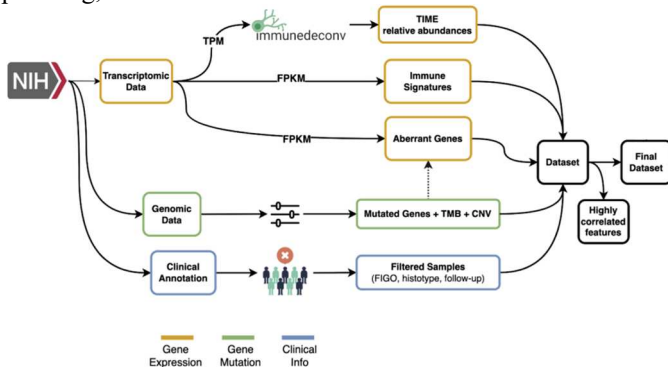 TIME
relative abundances
TPM
immunedeconv
NIH
Transcriptomic
Data
FPKM
Immune
Signatures
FPKM
Aberrant Genes
Dataset
Final
Dataset
Genomic
Data
Mutated Genes + TMB + CNV
Highly
correlated
features
Clinical
Annotation
Filtered Samples
(FIGO, histotype, follow-up)
Gene
Expression
Gene
Mutation
Clinical
Info